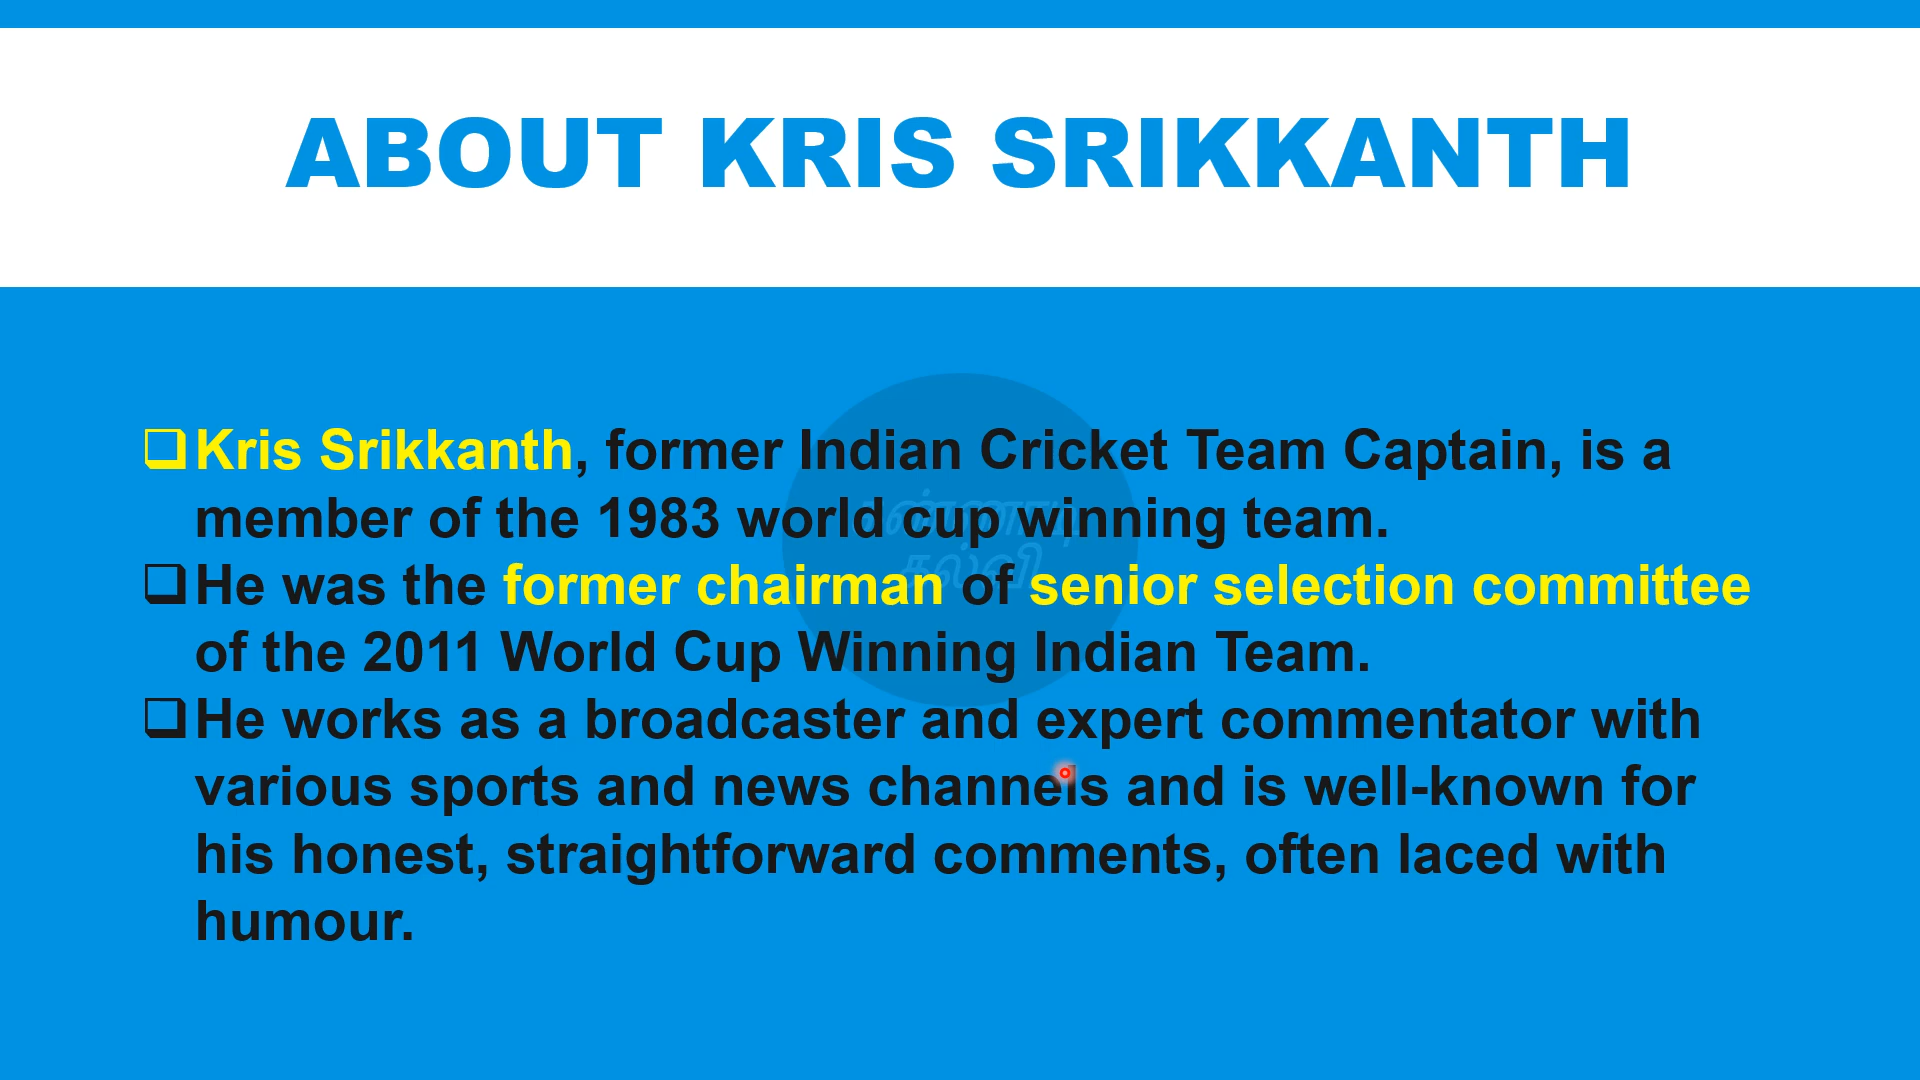 ABOUT KRIS SRIKKANTH
Kris Srikkanth, former Indian Cricket Team Captain, is a
member of the 1983 world cup winning team.
He was the former chairman of senior selection committee
of the 2011 World Cup Winning Indian Team.
He works as a broadcaster and expert commentator with
various sports and news channels and is well-known for
his honest, straightforward comments, often laced with
humour.
கல்வி